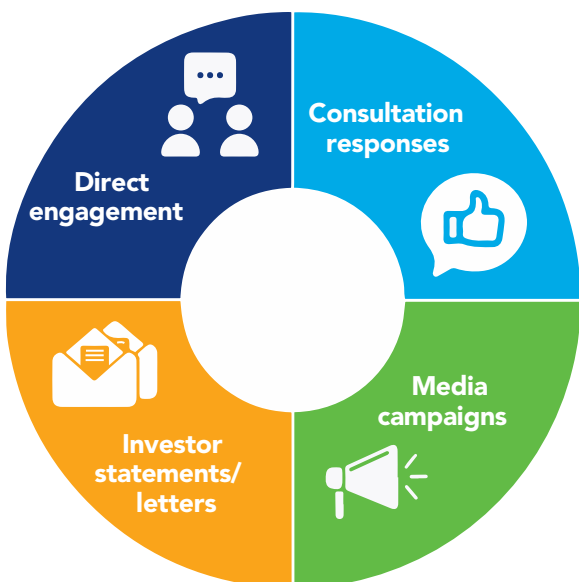 Direct
engagement
Consultation
responses
Media
campaigns
Investor
statements/
letters